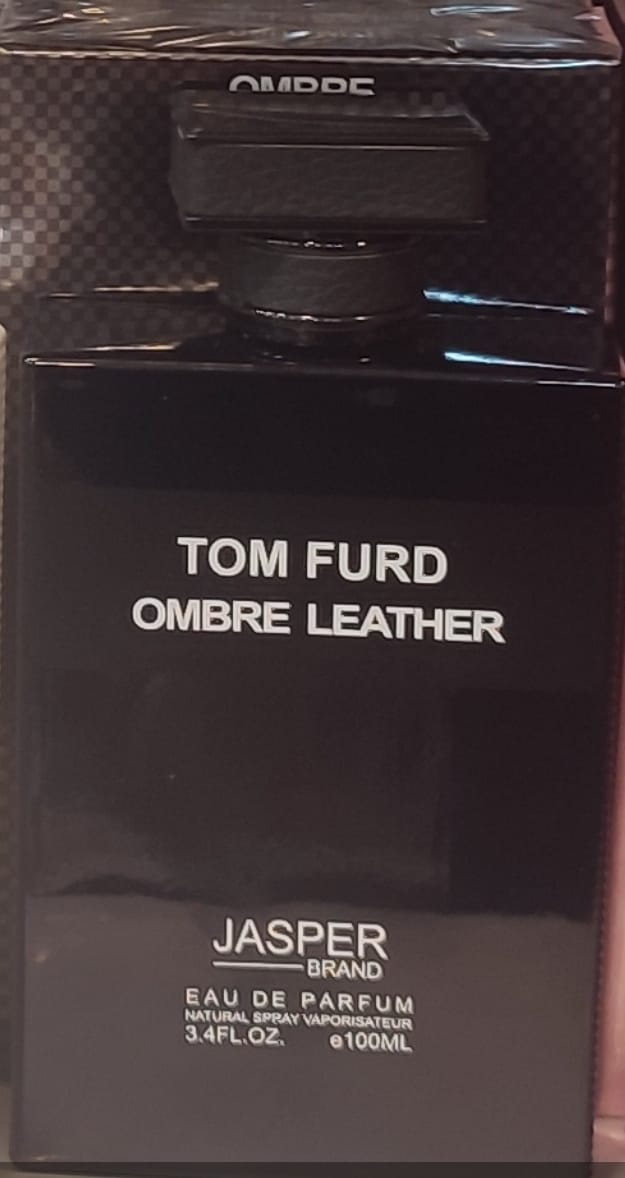 OMBRE
TOM FURD
OMBRE LEATHER
JASPER
BRAND
EAU DE PARFUM
NATURAL SPRAY VAPORISATEUR
3.4FL.OZ. e100ML